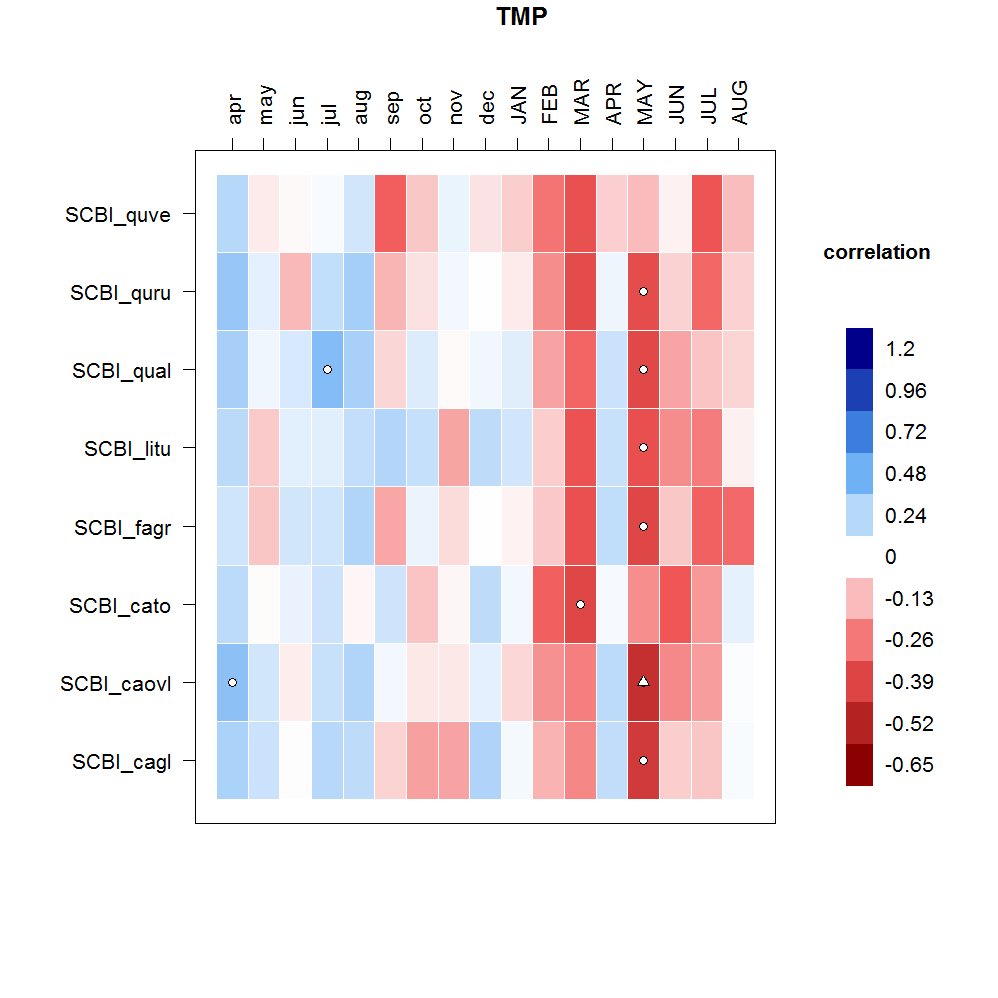 TMP
apr may jun jul aug sep oct nov dec JAN FEB MAR APR MAY JUN JUL AUG
SCBI_quve
SCBI_quru
SCBI_qual
SCBI_litu
SCBI_fagr
SCBI_cato
SCBI_caovl
SCBI_cagl
correlation
1.2
0.96
0.72
0.48
0.24
0
-0.13
-0.26
-0.39
-0.52
-0.65